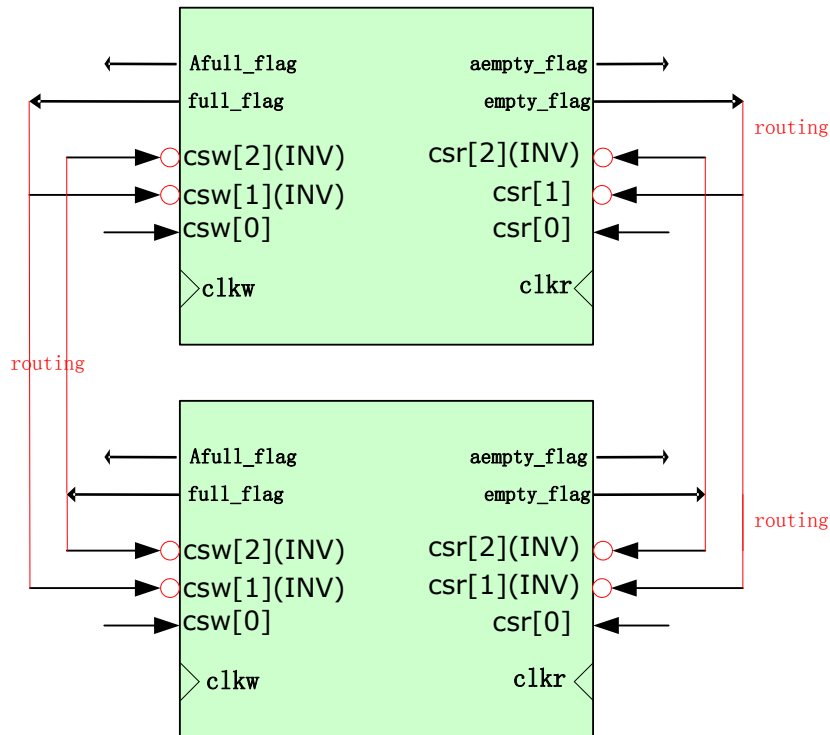 Afull_flag aempty_flag
full_flag empty_flag
routing
csw[2](INV) csr[2](INV)
csw[1](INV) csr[1]
csw[0] csr[0]
clkw clkr
routing
Afull_flag aempty_flag
full_flag empty_flag
routing
csw[2](INV) csr[2](INV)
csw[1](INV) csr[1](INV)
csw[0] csr[0]
clkw clkr